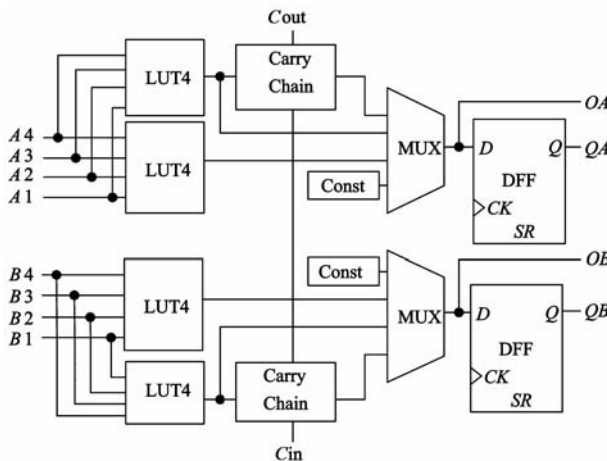 Cout
LUT4
Carry
Chain
OA
A4
A3
A2
A1
LUT4
MUX
D
Q
QA
DFF
CK
SR
Const
B4
B3
B2
B1
LUT4
Const
OB
MUX
D
Q
QB
DFF
CK
SR
LUT4
Carry
Chain
Cin